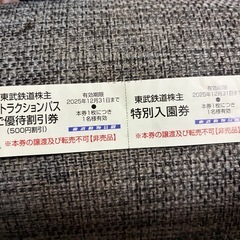 東武鉄道株主
トラクションパス
ご優待割引券
(500円割引)
有効期限
2025年12月31日まで
本券1枚につき
1名様有効
※本券の譲渡及び転売不可【非売品】
東武鉄道株主
特別入園券
有効期限
2025年12月31日まで
本券1枚につき
1名様有効
※本券の譲渡及び転売不可【非売品】